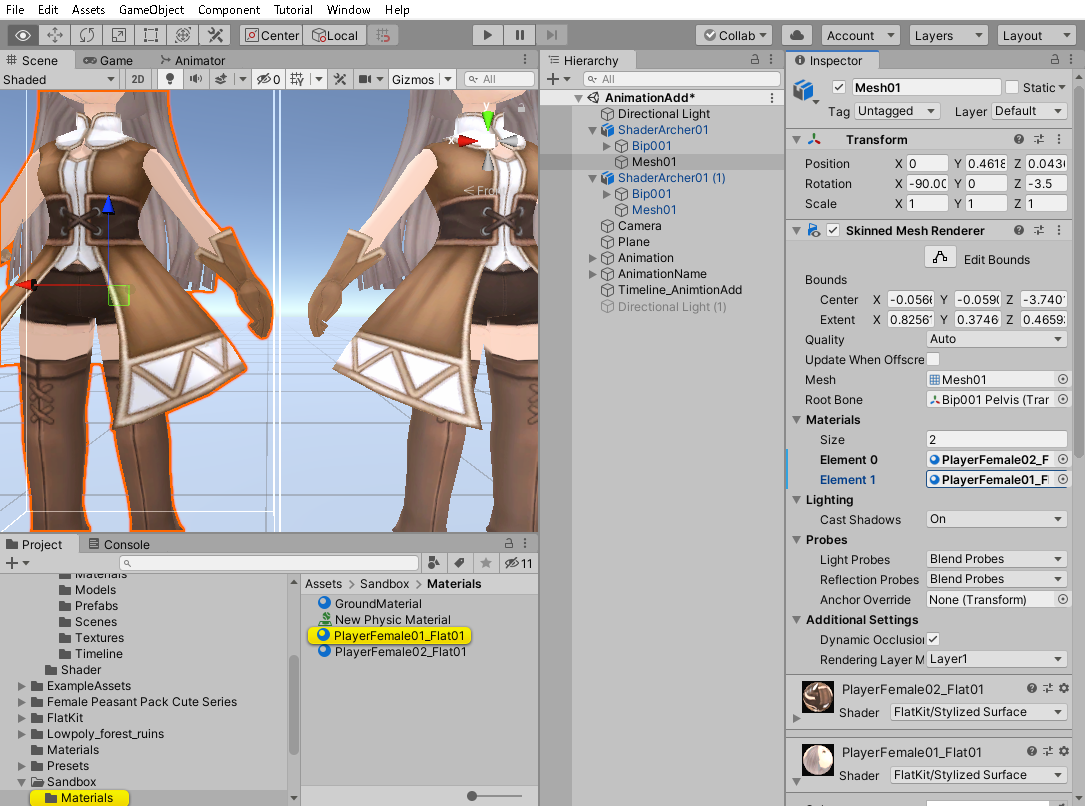 File Edit Assets GameObject Component Tutorial Window Help
Center Local Collab Account Layers Layout
Scene Game Animator
Shaded 2D 0 Gizmos All
Front
x y
Hierarchy
All
AnimationAdd*
Directional Light
ShaderArcher01
Bip001
Mesh01
ShaderArcher01 (1)
Bip001
Mesh01
Camera
Plane
Animation
AnimationName
Timeline_AnimtionAdd
Directional Light (1)
Inspector
Mesh01 Static
Tag Untagged Layer Default
Transform
Position X 0 Y 0.4618 Z 0.0436
Rotation X -90.00 Y 0 Z -3.5
Scale X 1 Y 1 Z 1
Skinned Mesh Renderer
Edit Bounds
Bounds
Center X -0.0566 Y -0.0590 Z -3.7401
Extent X 0.82561 Y 0.3746 Z 0.46593
Quality Auto
Update When Offscre
Mesh Mesh01
Root Bone Bip001 Pelvis (Trar
Materials
Size 2
Element 0 PlayerFemale02_F
Element 1 PlayerFemale01_Fl
Lighting
Cast Shadows On
Probes
Light Probes Blend Probes
Reflection Probes Blend Probes
Anchor Override None (Transform)
Additional Settings
Dynamic Occlusion
Rendering Layer M Layer1
PlayerFemale02_Flat01
Shader FlatKit/Stylized Surface
PlayerFemale01_Flat01
Shader FlatKit/Stylized Surface
Project Console
11
Materials
Models
Prefabs
Scenes
Textures
Timeline
Shader
ExampleAssets
Female Peasant Pack Cute Series
FlatKit
Lowpoly_forest_ruins
Materials
Presets
Sandbox
Materials
Assets > Sandbox > Materials
GroundMaterial
New Physic Material
PlayerFemale01_Flat01
PlayerFemale02_Flat01